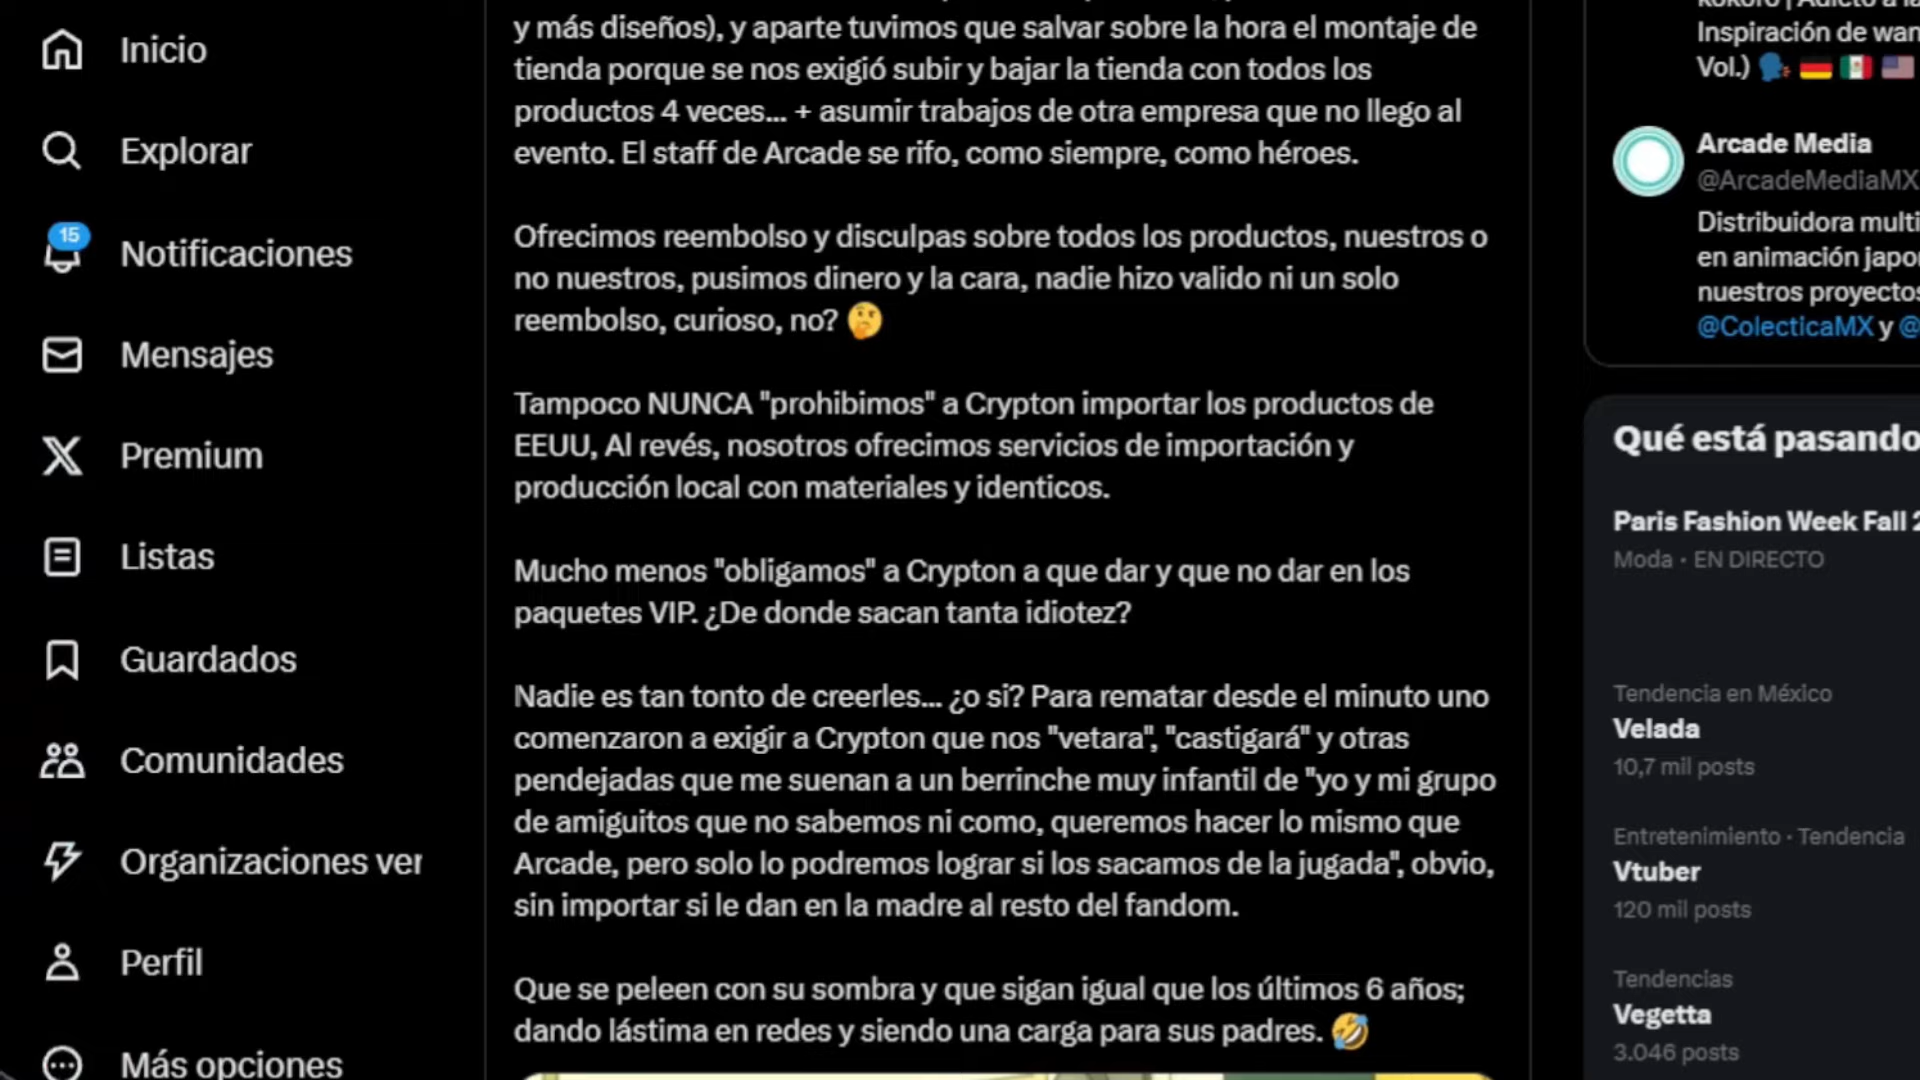 Inicio
Explorar
15
Notificaciones
Mensajes
Premium
Listas
Guardados
Comunidades
Organizaciones ver
Perfil
Más opciones
y más diseños), y aparte tuvimos que salvar sobre la hora el montaje de
tienda porque se nos exigió subir y bajar la tienda con todos los
productos 4 veces... + asumir trabajos de otra empresa que no llego al
evento. El staff de Arcade se rifo, como siempre, como héroes.
Ofrecimos reembolso y disculpas sobre todos los productos, nuestros o
no nuestros, pusimos dinero y la cara, nadie hizo valido ni un solo
reembolso, curioso, no? 🤔
Tampoco NUNCA "prohibimos" a Crypton importar los productos de
EEUU, Al revés, nosotros ofrecimos servicios de importación y
producción local con materiales y identicos.
Mucho menos "obligamos" a Crypton a que dar y que no dar en los
paquetes VIP. ¿De donde sacan tanta idiotez?
Nadie es tan tonto de creerles... ¿o si? Para rematar desde el minuto uno
comenzaron a exigir a Crypton que nos "vetara", "castigará" y otras
pendejadas que me suenan a un berrinche muy infantil de "yo y mi grupo
de amiguitos que no sabemos ni como, queremos hacer lo mismo que
Arcade, pero solo lo podremos lograr si los sacamos de la jugada", obvio,
sin importar si le dan en la madre al resto del fandom.
Que se peleen con su sombra y que sigan igual que los últimos 6 años;
dando lástima en redes y siendo una carga para sus padres. 🤣
Inspiración de wan
Vol.) 🗣️ 🇩🇪 🇲🇽 🇺🇸
Arcade Media
@ArcadeMediaMX
Distribuidora multi
en animación japon
nuestros proyectos
@ColecticaMX y @
Qué está pasando
Paris Fashion Week Fall 2
Moda · EN DIRECTO
Tendencia en México
Velada
10,7 mil posts
Entretenimiento · Tendencia
Vtuber
120 mil posts
Tendencias
Vegetta
3.046 posts